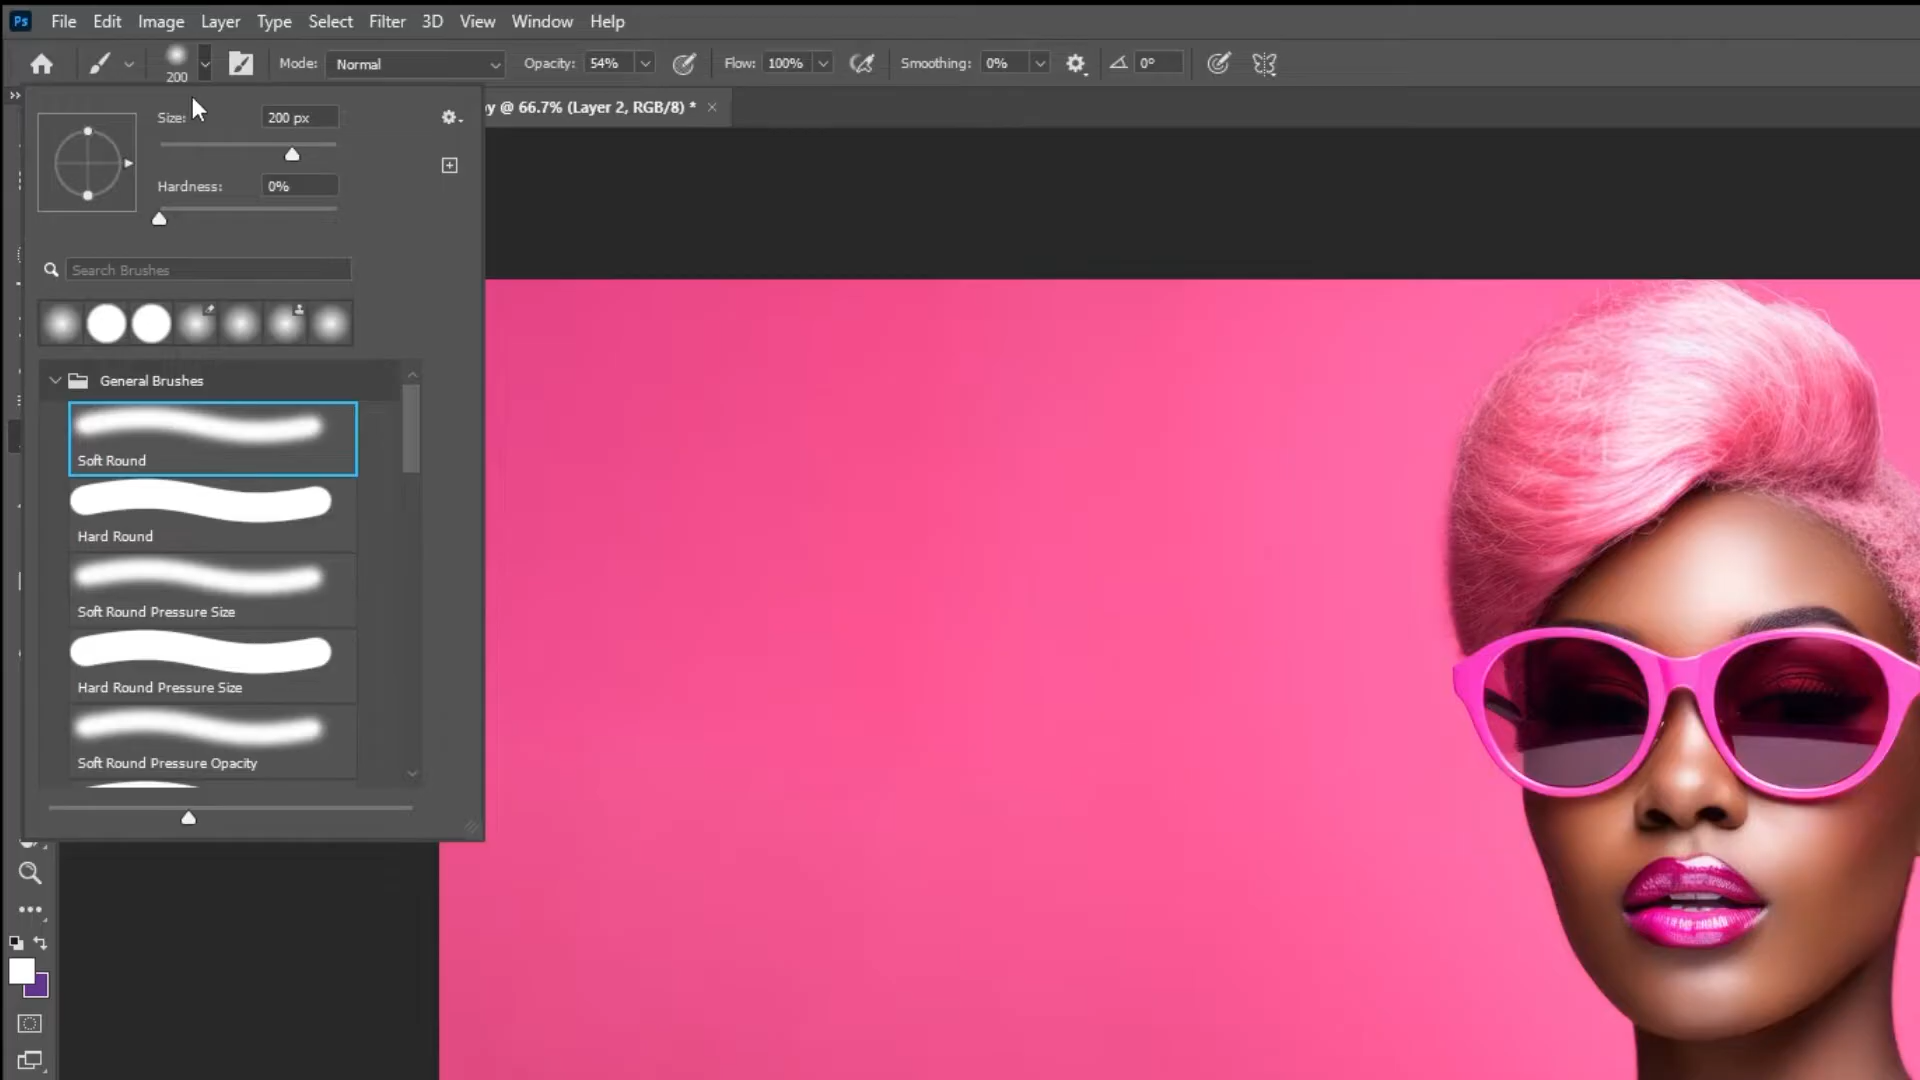 Ps File Edit Image Layer Type Select Filter 3D View Window Help
200 Mode: Normal Opacity: 54% Flow: 100% Smoothing: 0% 0°
y @ 66.7% (Layer 2, RGB/8) * ×
Size: 200 px
Hardness: 0%
Search Brushes
General Brushes
Soft Round
Hard Round
Soft Round Pressure Size
Hard Round Pressure Size
Soft Round Pressure Opacity